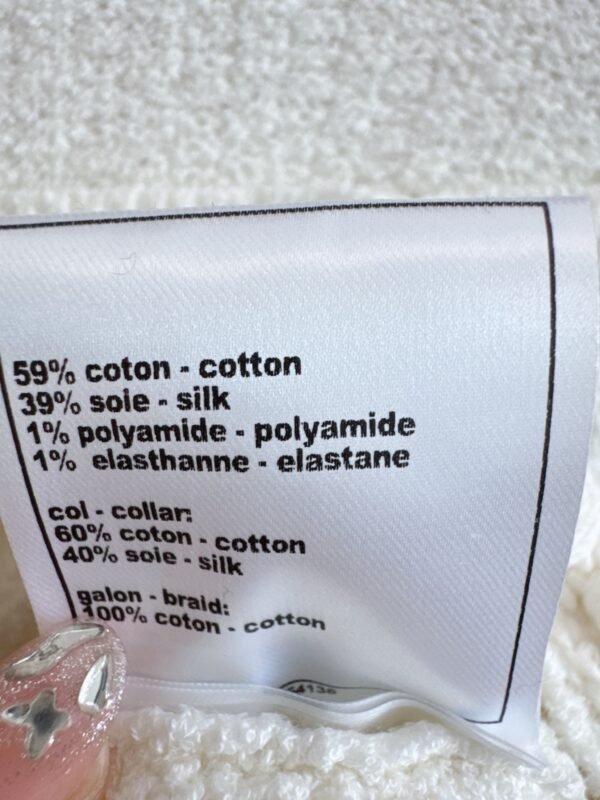 59% coton - cotton
39% soie - silk
1% polyamide - polyamide
1% elasthanne - elastane
col - collar:
60% coton - cotton
40% soie - silk
galon - braid:
100% coton - cotton